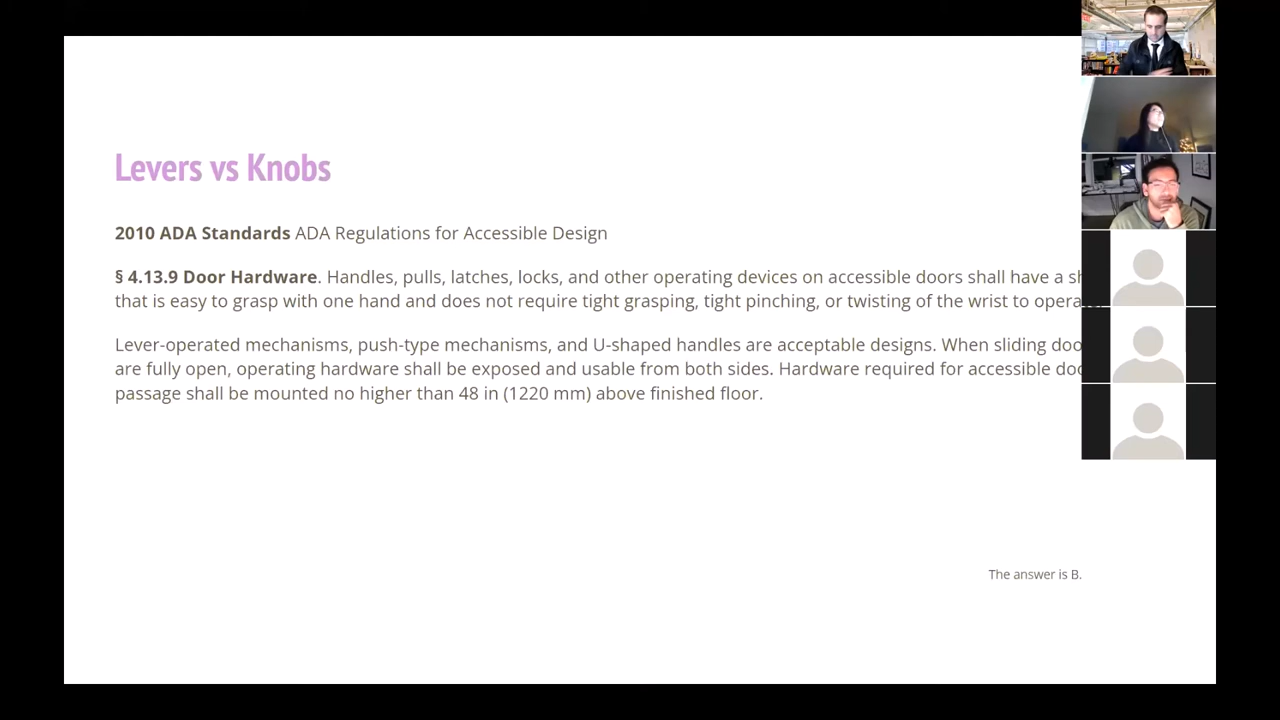 Levers vs Knobs
2010 ADA Standards ADA Regulations for Accessible Design
§ 4.13.9 Door Hardware. Handles, pulls, latches, locks, and other operating devices on accessible doors shall have a
that is easy to grasp with one hand and does not require tight grasping, tight pinching, or twisting of the wrist to operate.
Lever-operated mechanisms, push-type mechanisms, and U-shaped handles are acceptable designs. When sliding
are fully open, operating hardware shall be exposed and usable from both sides. Hardware required for accessible
passage shall be mounted no higher than 48 in (1220 mm) above finished floor.
The answer is B.